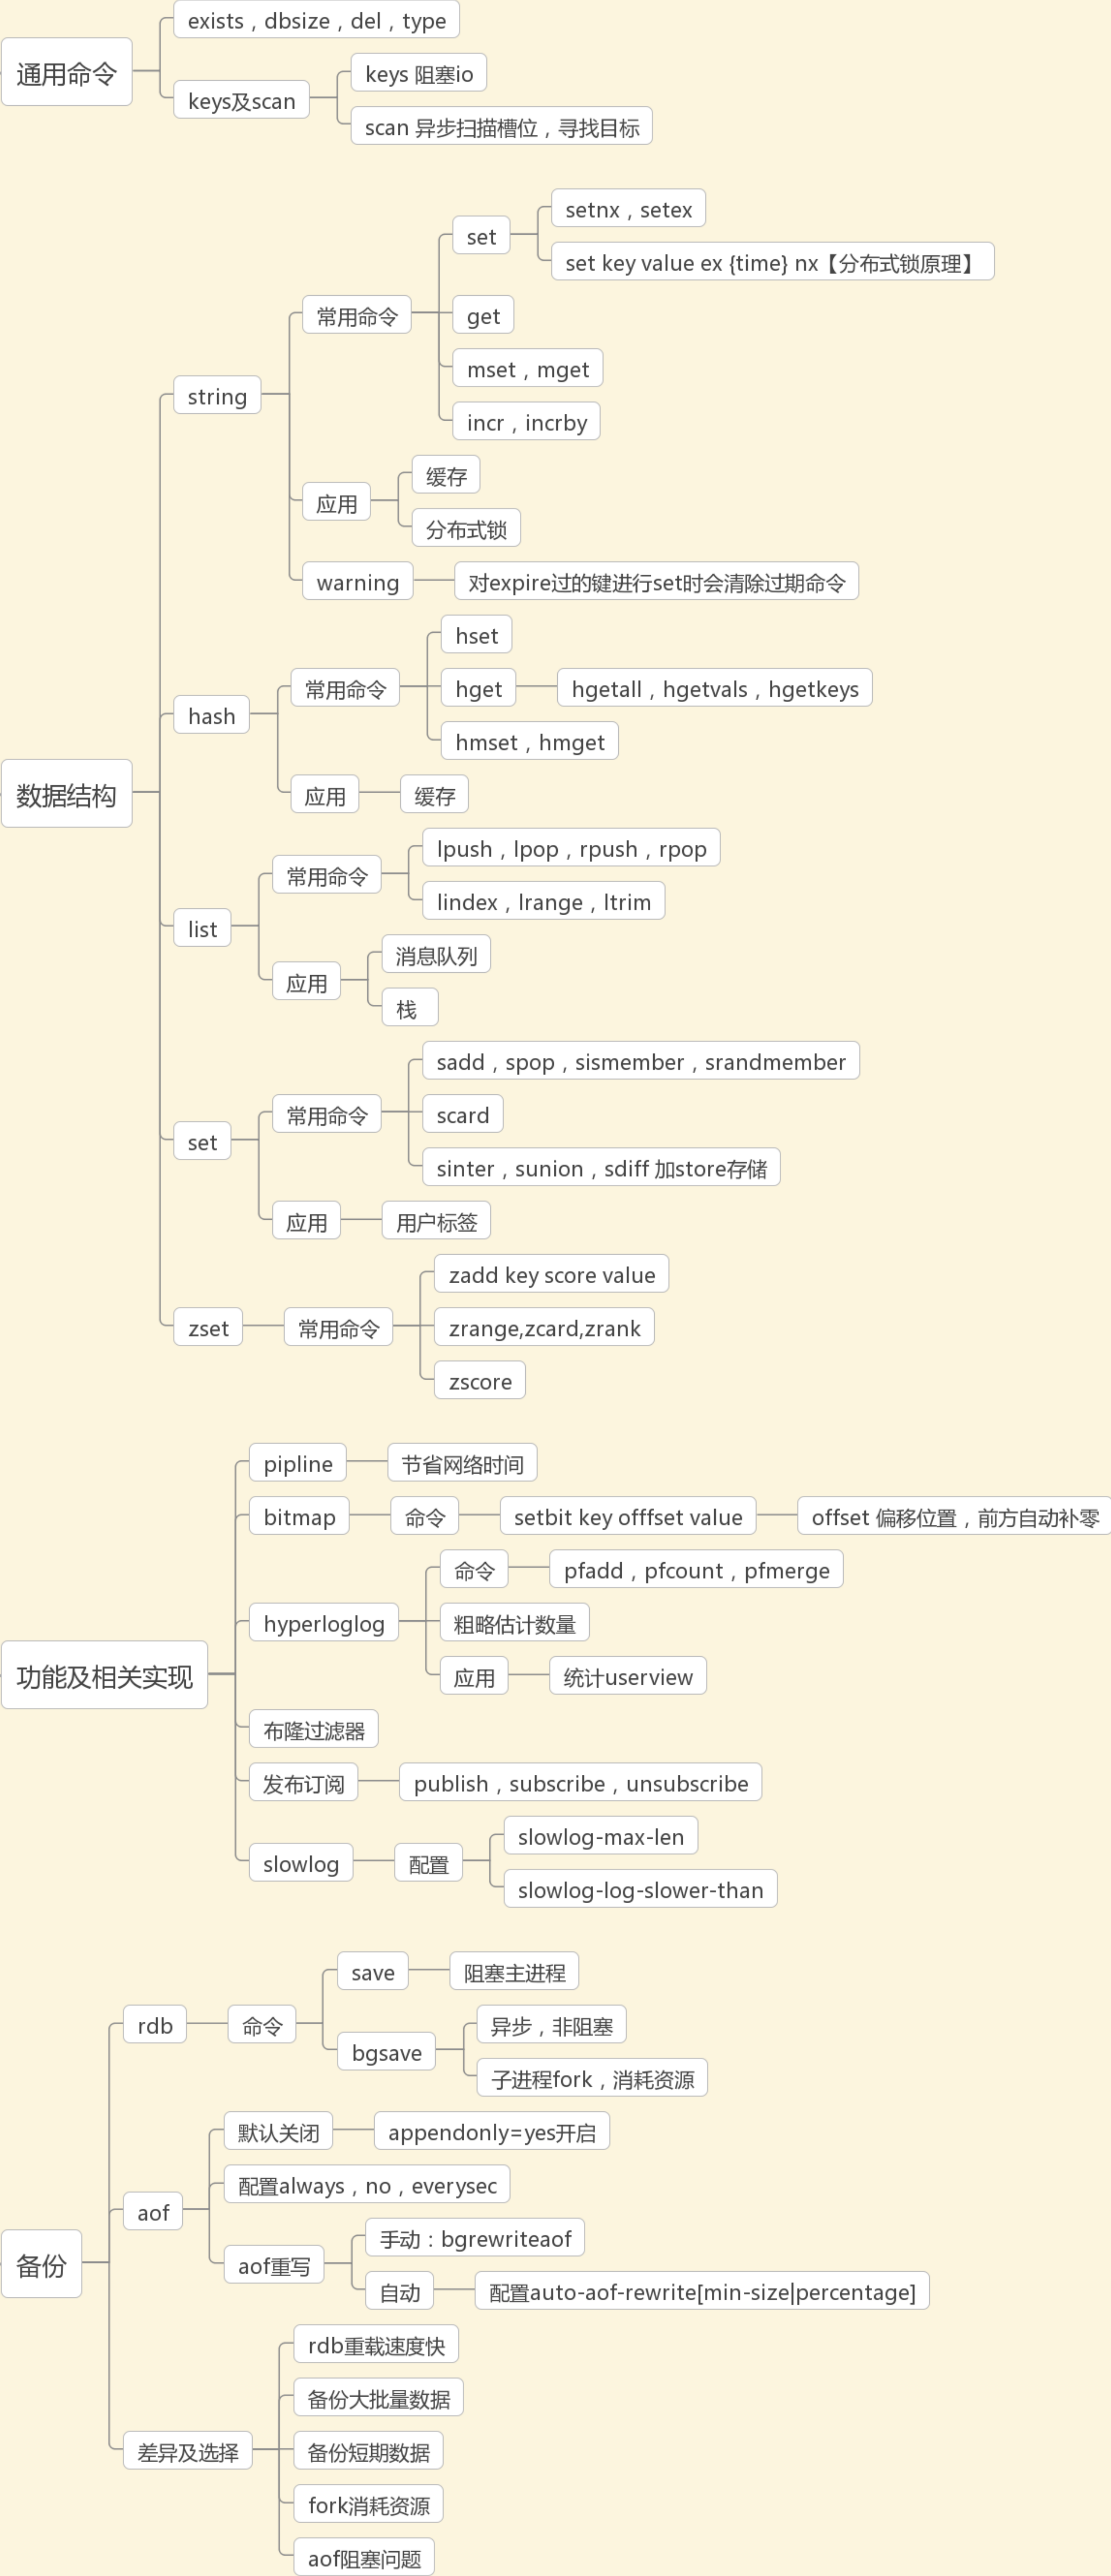 通用命令
exists，dbsize，del，type
keys及scan
keys 阻塞io
scan 异步扫描槽位，寻找目标
数据结构
string
常用命令
set
setnx，setex
set key value ex {time} nx【分布式锁原理】
get
mset，mget
incr，incrby
应用
缓存
分布式锁
warning
对expire过的键进行set时会清除过期命令
hash
常用命令
hset
hget
hgetall，hgetvals，hgetkeys
hmset，hmget
应用
缓存
list
常用命令
lpush，lpop，rpush，rpop
lindex，lrange，ltrim
应用
消息队列
栈
set
常用命令
sadd，spop，sismember，srandmember
scard
sinter，sunion，sdiff 加store存储
应用
用户标签
zset
常用命令
zadd key score value
zrange,zcard,zrank
zscore
功能及相关实现
pipline
节省网络时间
bitmap
命令
setbit key offfset value
offset 偏移位置，前方自动补零
hyperloglog
命令
pfadd，pfcount，pfmerge
粗略估计数量
应用
统计userview
布隆过滤器
发布订阅
publish，subscribe，unsubscribe
slowlog
配置
slowlog-max-len
slowlog-log-slower-than
备份
rdb
命令
save
阻塞主进程
bgsave
异步，非阻塞
子进程fork，消耗资源
aof
默认关闭
appendonly=yes开启
配置always，no，everysec
aof重写
手动：bgrewriteaof
自动
配置auto-aof-rewrite[min-size|percentage]
差异及选择
rdb重载速度快
备份大批量数据
备份短期数据
fork消耗资源
aof阻塞问题